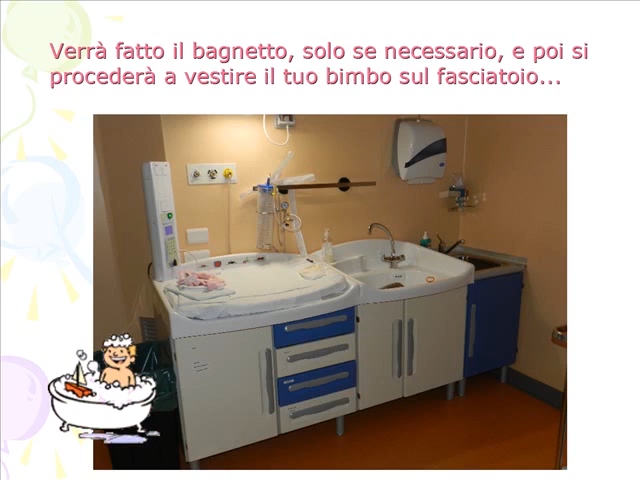 Verrà fatto il bagnetto, solo se necessario, e poi si
procederà a vestire il tuo bimbo sul fasciatoio...